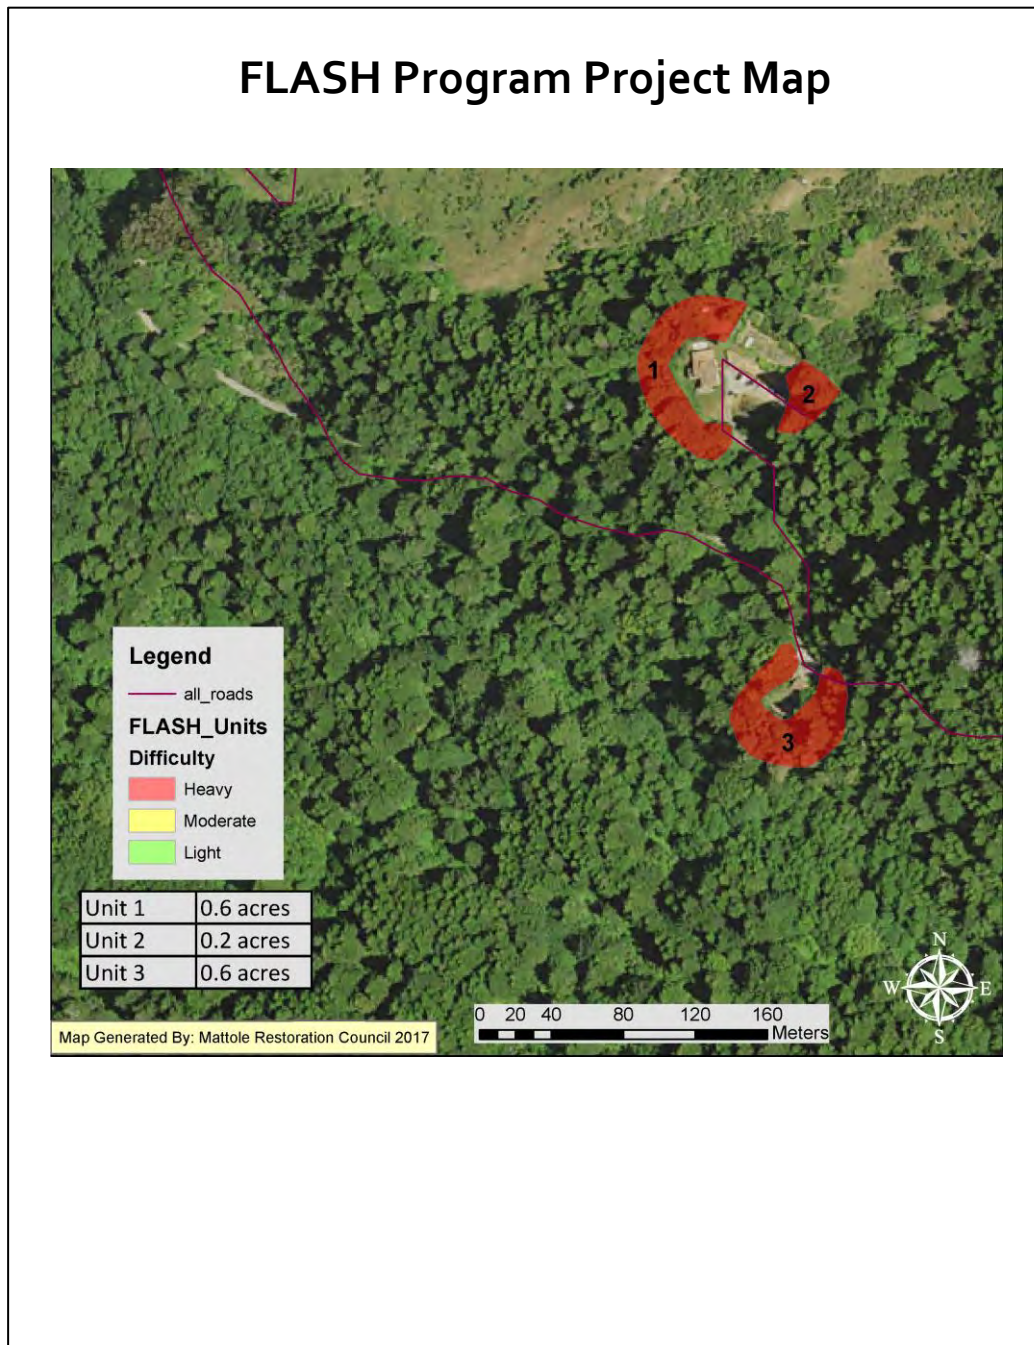 FLASH Program Project Map
1
2
3
Legend
all_roads
FLASH_Units
Difficulty
Heavy
Moderate
Light
Unit 1 0.6 acres
Unit 2 0.2 acres
Unit 3 0.6 acres
N
W E
S
0 20 40 80 120 160
Meters
Map Generated By: Mattole Restoration Council 2017